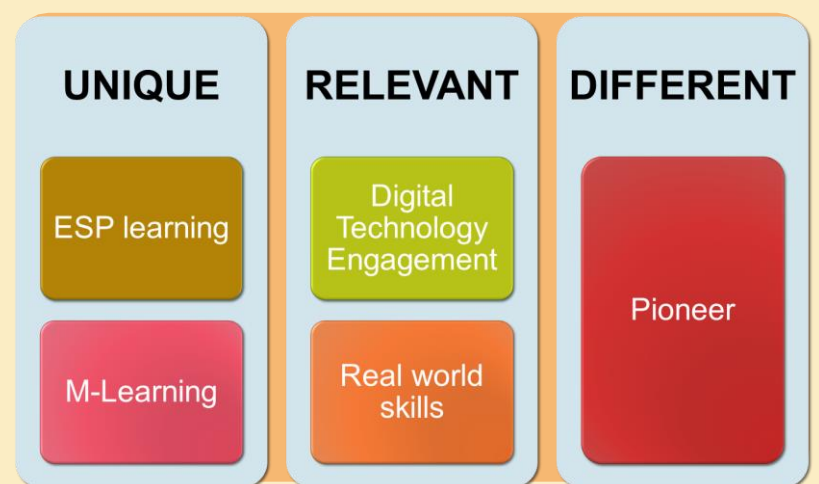 UNIQUE
ESP learning
M-Learning
RELEVANT
Digital
Technology
Engagement
Real world
skills
DIFFERENT
Pioneer